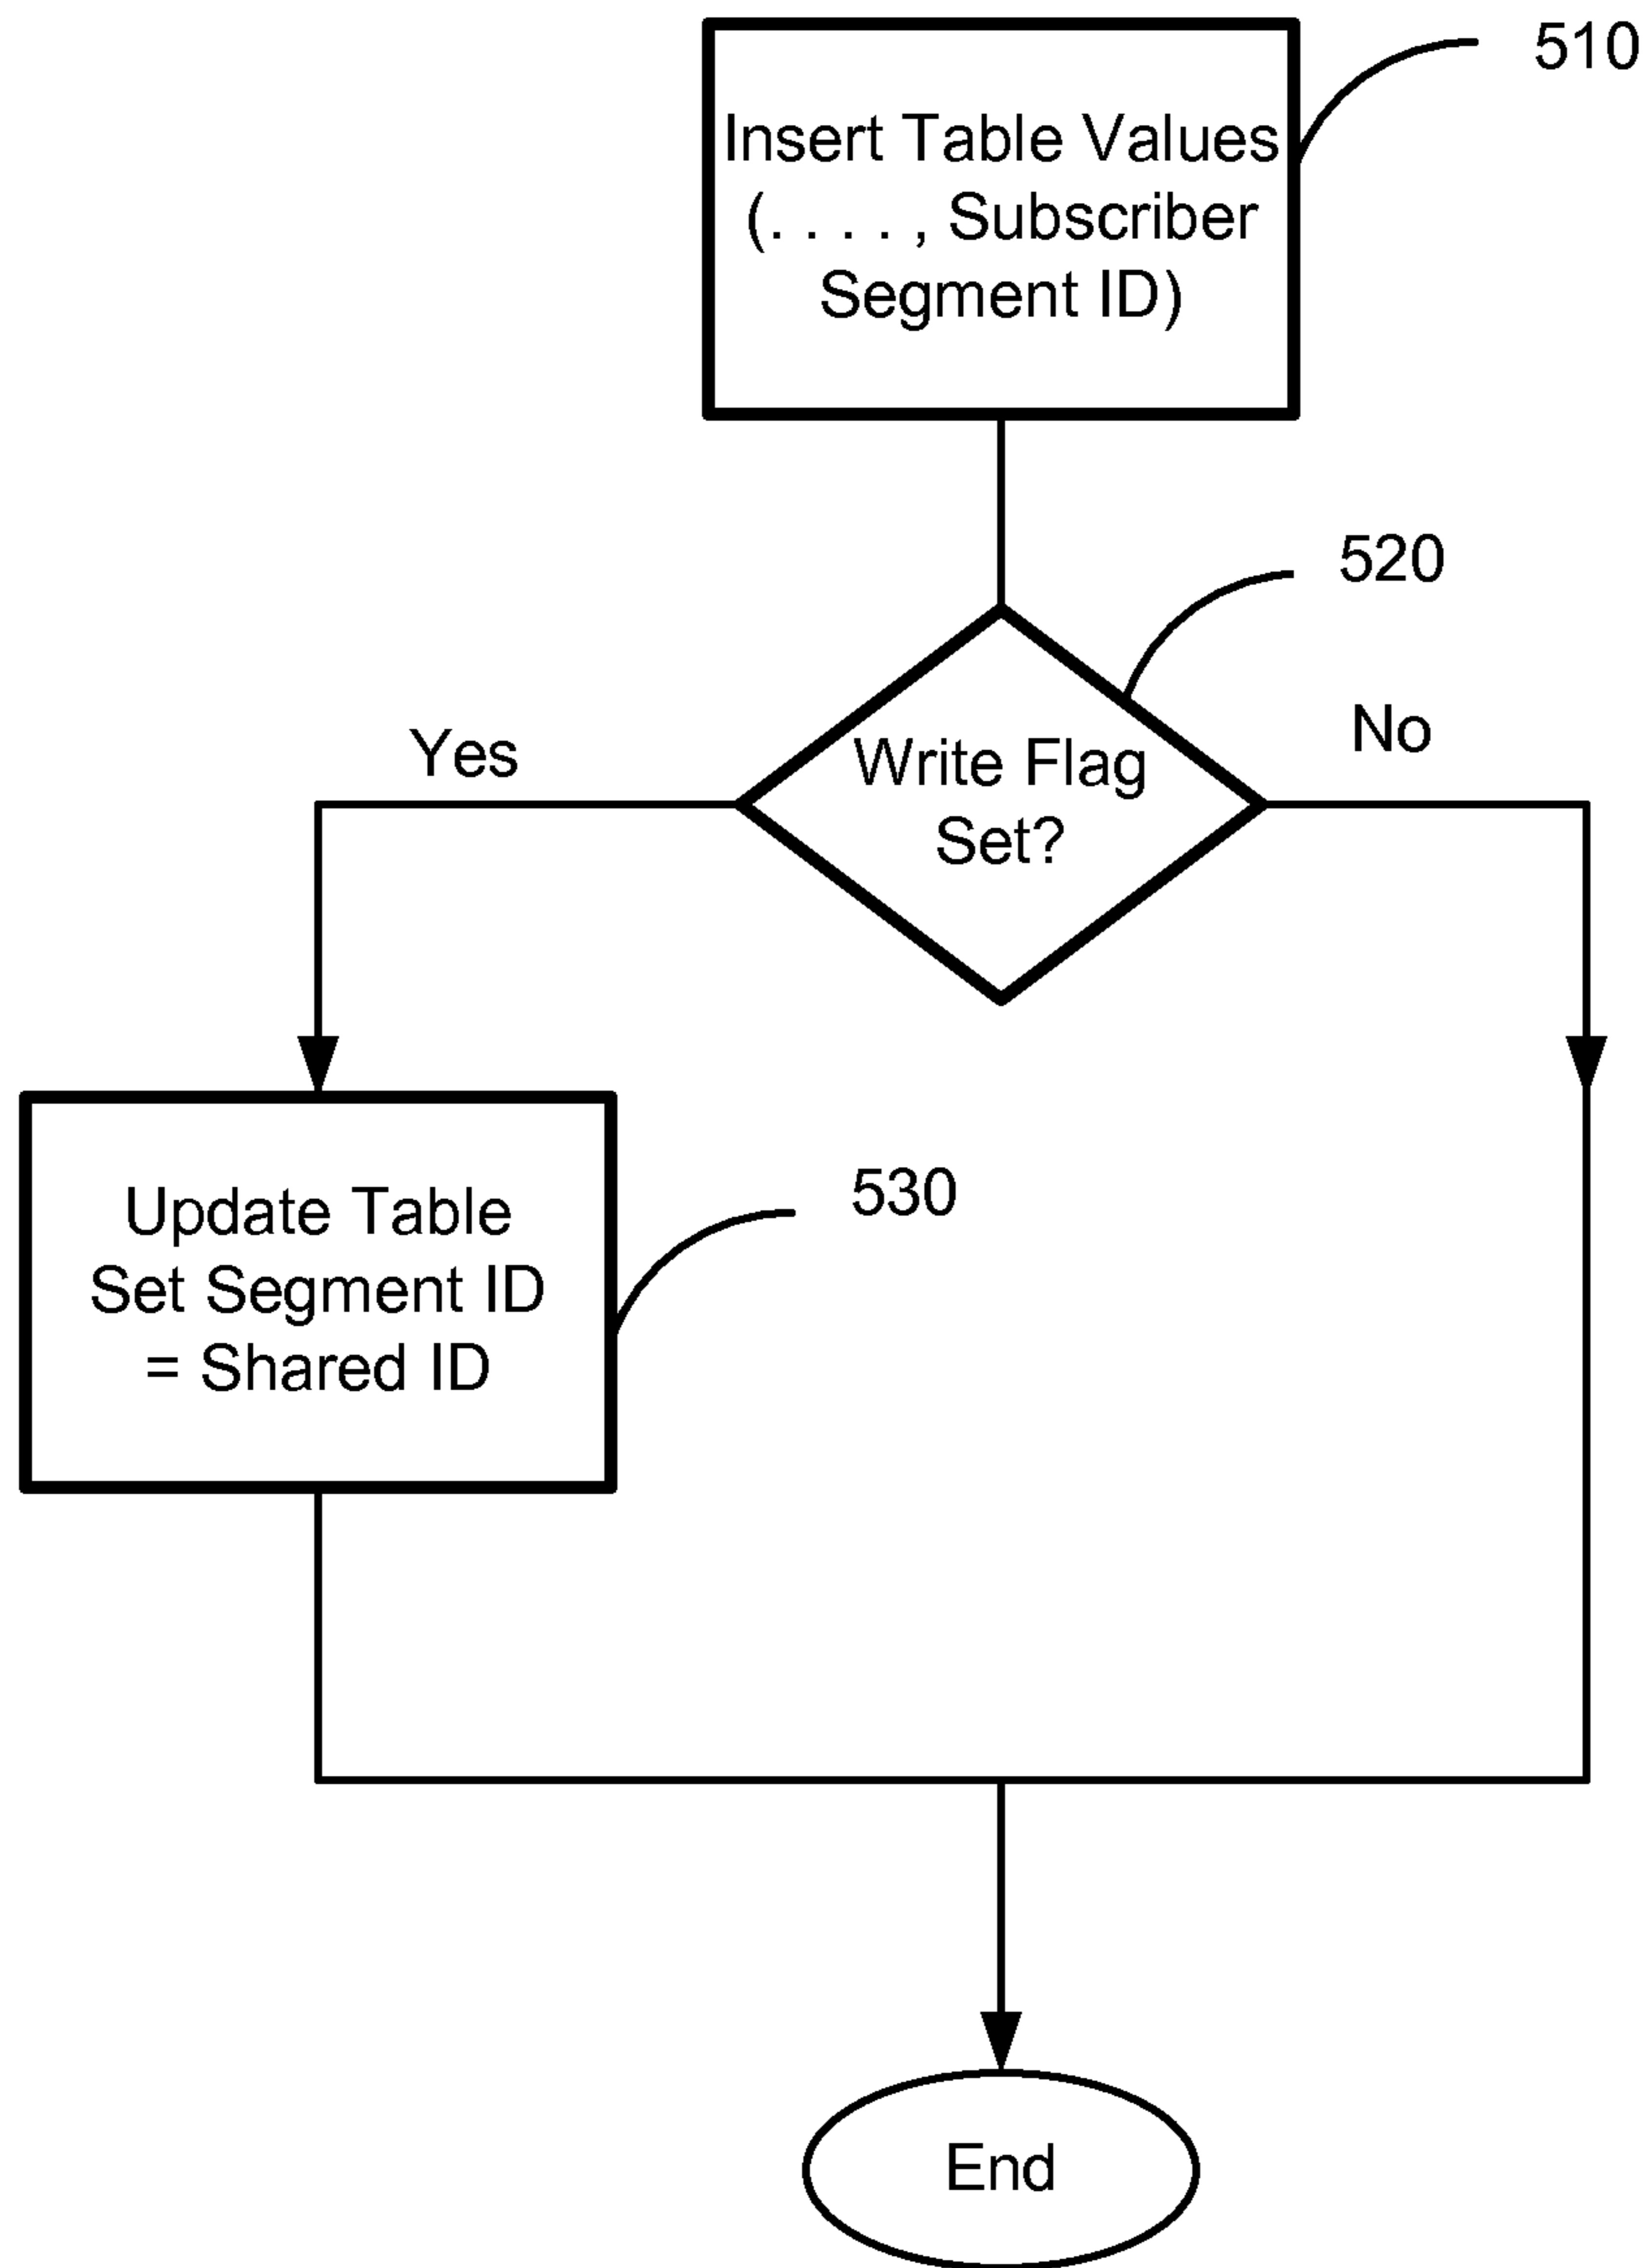 510
Insert Table Values
(. . . . , Subscriber
Segment ID)
520
Yes
No
Write Flag
Set?
530
Update Table
Set Segment ID
= Shared ID
End